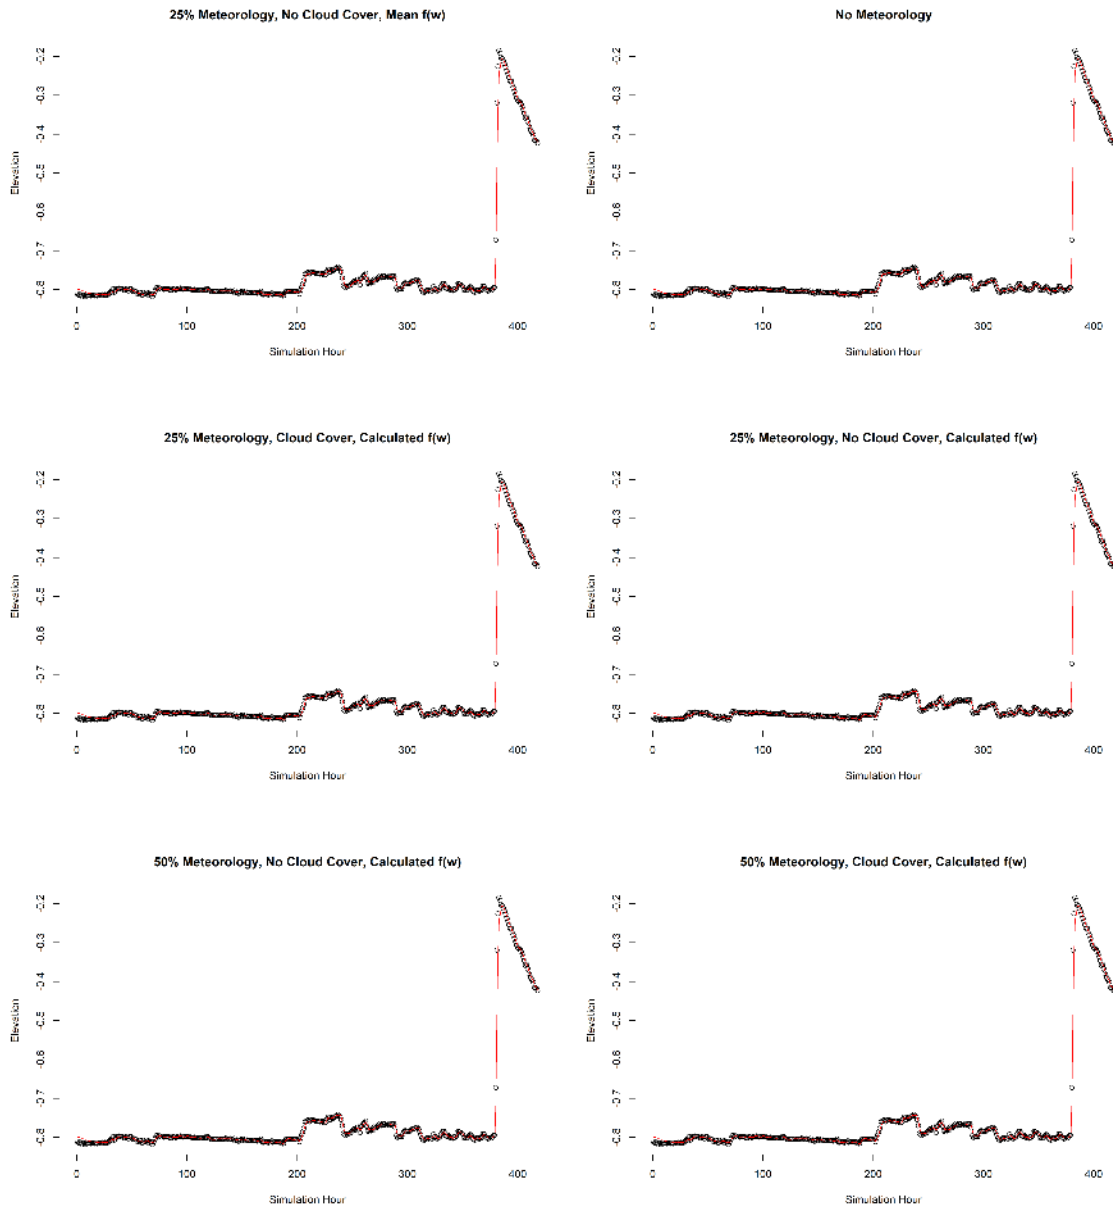 25% Meteorology, No Cloud Cover, Mean f(w)
No Meteorology
Elevation
-0.2
-0.3
-0.4
-0.5
-0.6
-0.7
-0.8
0 100 200 300 400
Simulation Hour
Elevation
-0.2
-0.3
-0.4
-0.5
-0.6
-0.7
-0.8
0 100 200 300 400
Simulation Hour
25% Meteorology, Cloud Cover, Calculated f(w)
25% Meteorology, No Cloud Cover, Calculated f(w)
Elevation
-0.2
-0.3
-0.4
-0.5
-0.6
-0.7
-0.8
0 100 200 300 400
Simulation Hour
Elevation
-0.2
-0.3
-0.4
-0.5
-0.6
-0.7
-0.8
0 100 200 300 400
Simulation Hour
50% Meteorology, No Cloud Cover, Calculated f(w)
50% Meteorology, Cloud Cover, Calculated f(w)
Elevation
-0.2
-0.3
-0.4
-0.5
-0.6
-0.7
-0.8
0 100 200 300 400
Simulation Hour
Elevation
-0.2
-0.3
-0.4
-0.5
-0.6
-0.7
-0.8
0 100 200 300 400
Simulation Hour